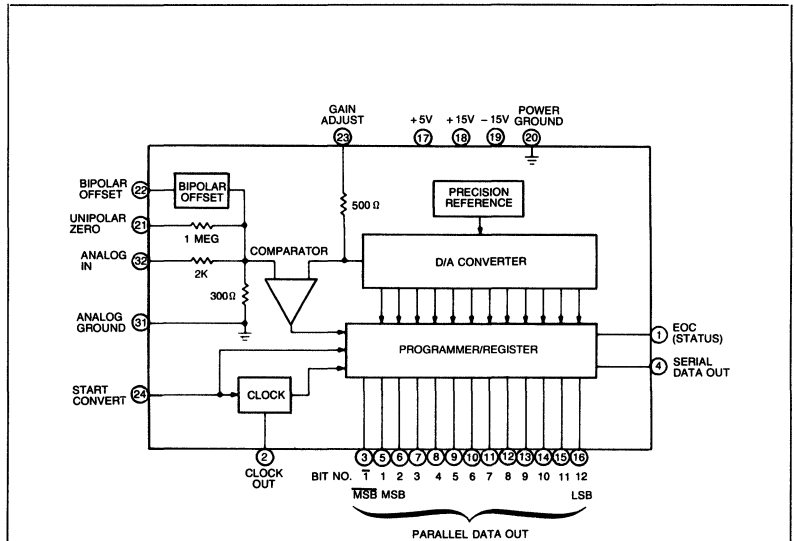 GAIN
ADJUST
23
+5V
17
+15V
18
−15V
19
POWER
GROUND
20
BIPOLAR
OFFSET
22
BIPOLAR
OFFSET
UNIPOLAR
ZERO
21
1 MEG
ANALOG
IN
32
2K
300Ω
ANALOG
GROUND
31
COMPARATOR
500Ω
PRECISION
REFERENCE
D/A CONVERTER
PROGRAMMER/REGISTER
1
EOC
(STATUS)
4
SERIAL
DATA OUT
START
CONVERT
24
CLOCK
2
CLOCK
OUT
3 5 6 7 8 9 10 11 12 13 14 15 16
BIT NO. 1̅ 1 2 3 4 5 6 7 8 9 10 11 12
M̅S̅B̅ MSB LSB
PARALLEL DATA OUT